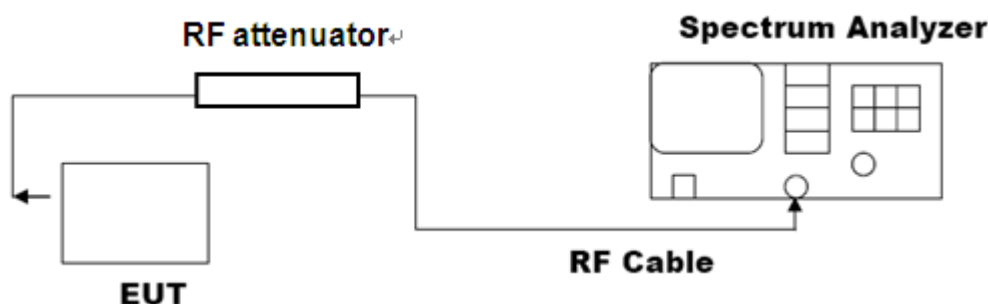 RF attenuator↵
Spectrum Analyzer
RF Cable
EUT